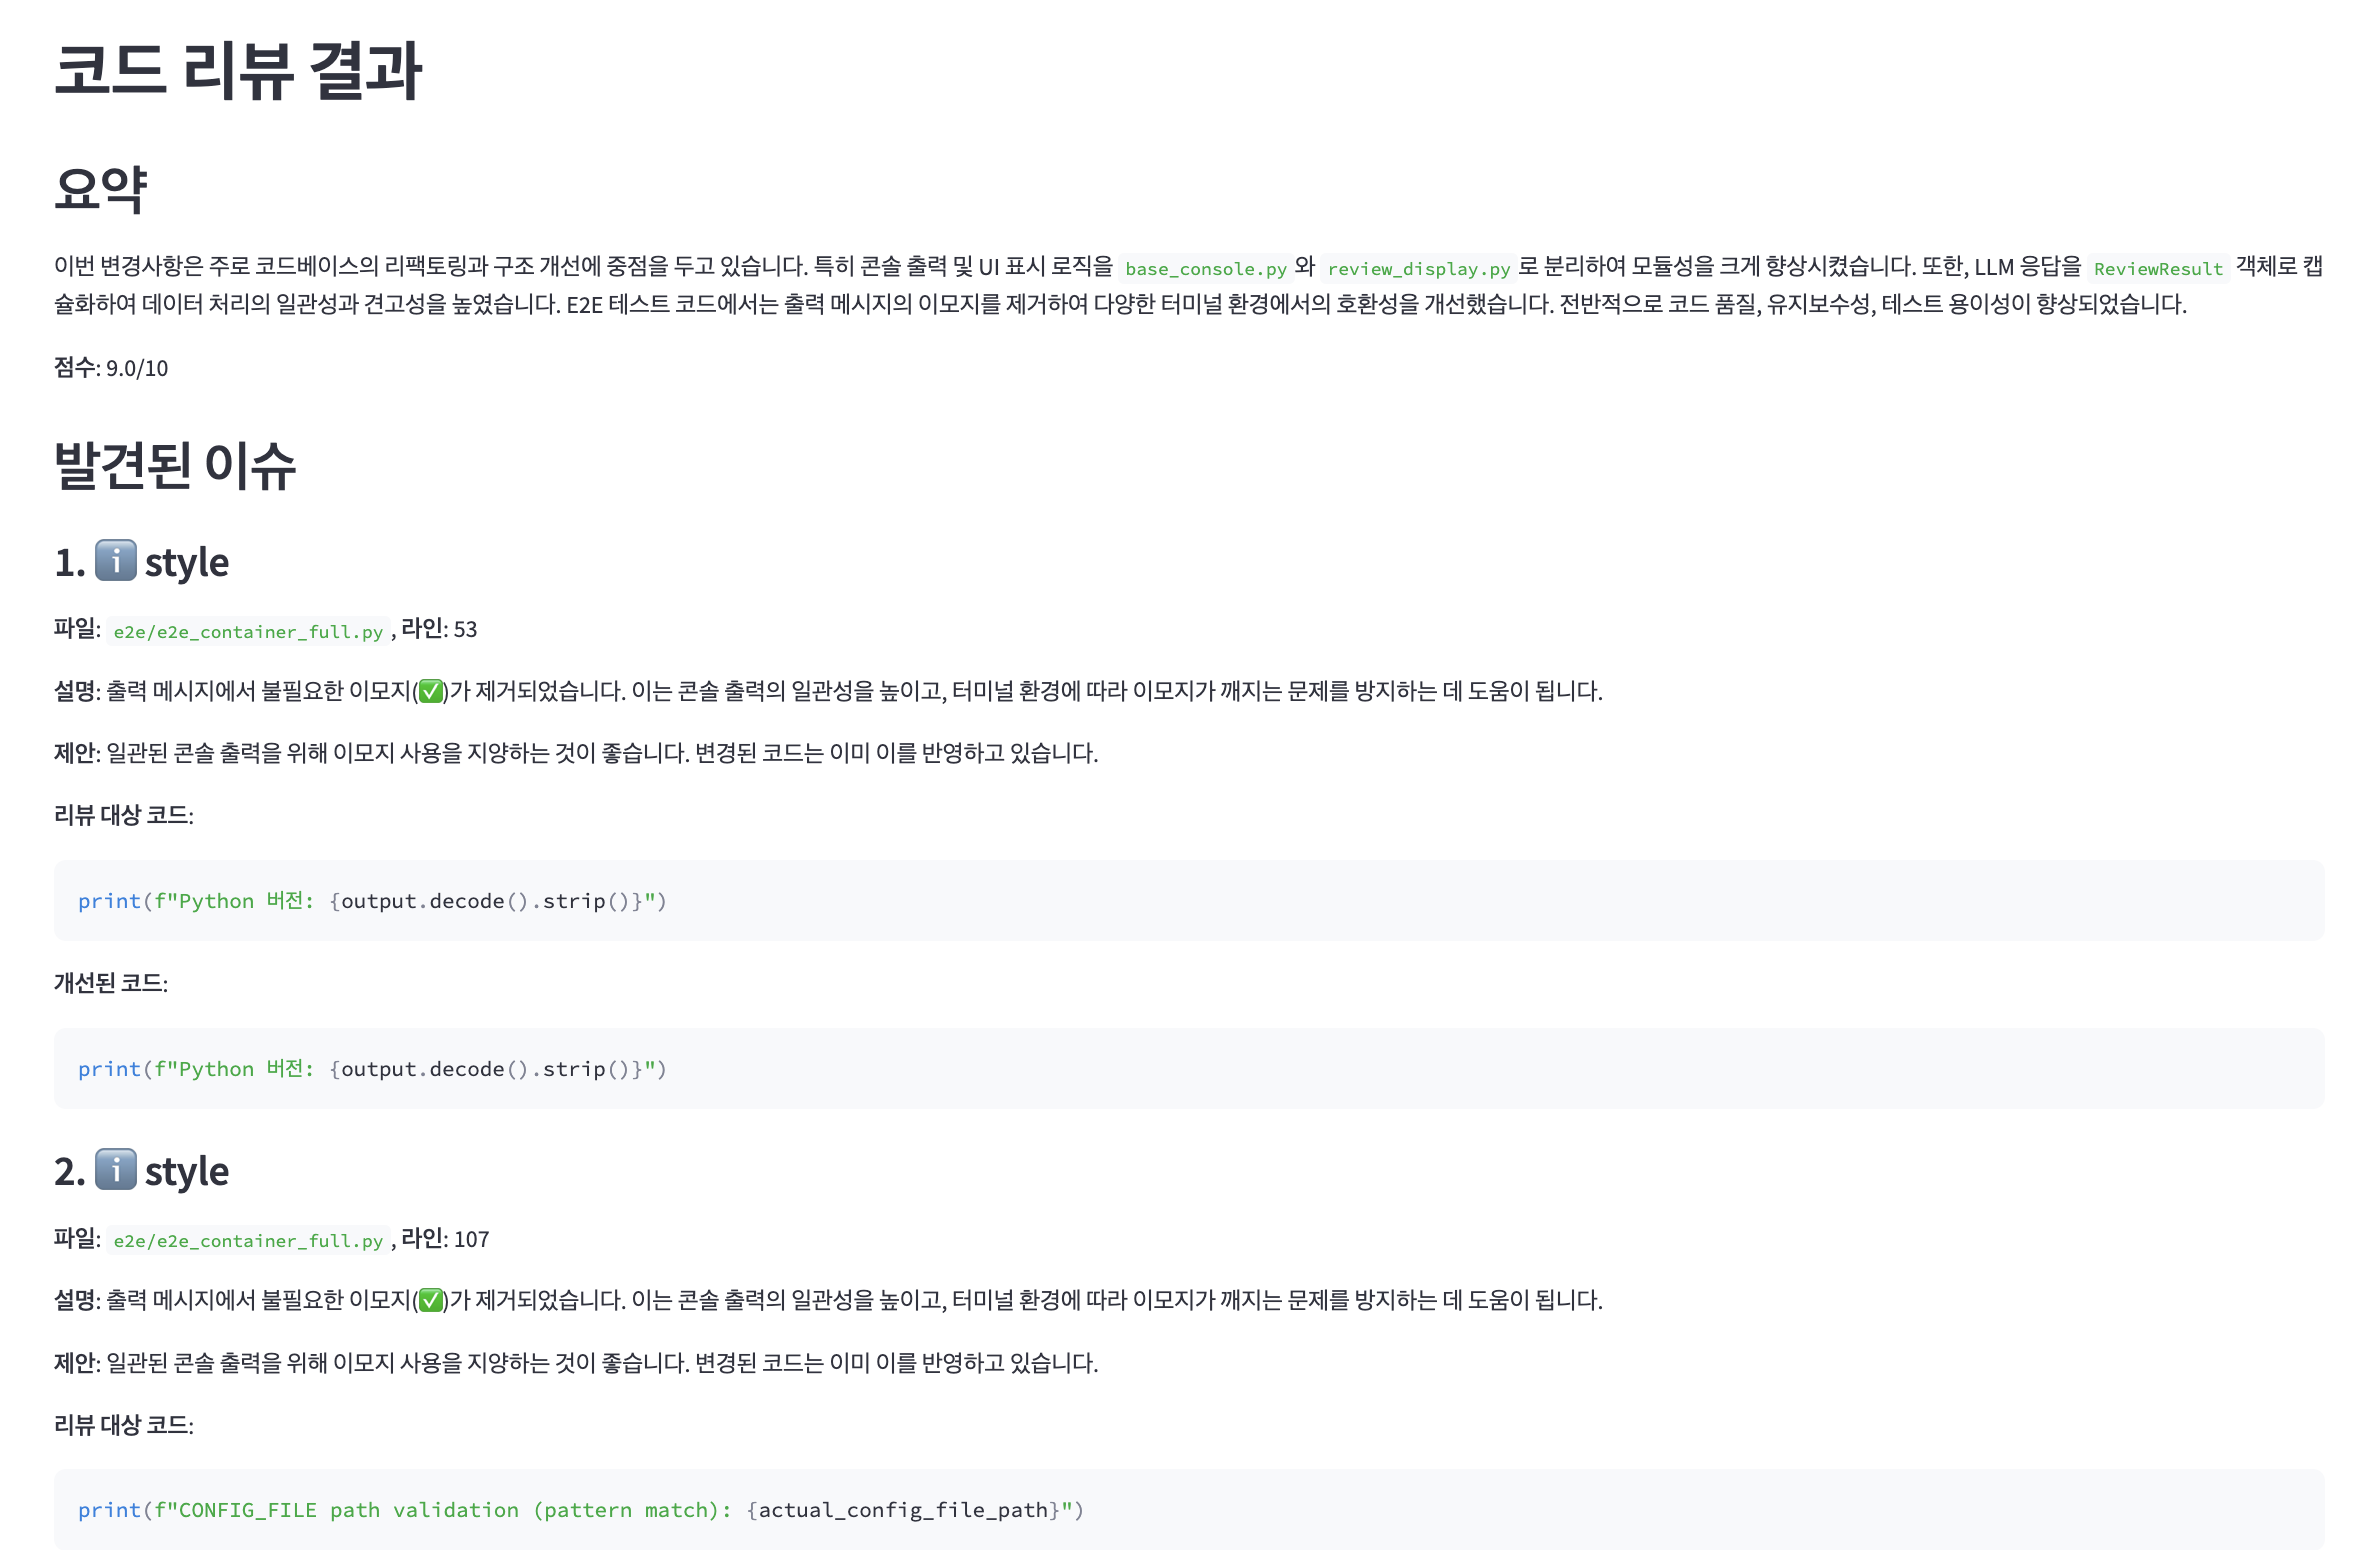 코드 리뷰 결과
요약
이번 변경사항은 주로 코드베이스의 리팩토링과 구조 개선에 중점을 두고 있습니다. 특히 콘솔 출력 및 UI 표시 로직을 base_console.py 와 review_display.py 로 분리하여 모듈성을 크게 향상시켰습니다. 또한, LLM 응답을 ReviewResult 객체로 캡
슐화하여 데이터 처리의 일관성과 견고성을 높였습니다. E2E 테스트 코드에서는 출력 메시지의 이모지를 제거하여 다양한 터미널 환경에서의 호환성을 개선했습니다. 전반적으로 코드 품질, 유지보수성, 테스트 용이성이 향상되었습니다.
점수: 9.0/10
발견된 이슈
1. ℹ️ style
파일: e2e/e2e_container_full.py , 라인: 53
설명: 출력 메시지에서 불필요한 이모지(✅)가 제거되었습니다. 이는 콘솔 출력의 일관성을 높이고, 터미널 환경에 따라 이모지가 깨지는 문제를 방지하는 데 도움이 됩니다.
제안: 일관된 콘솔 출력을 위해 이모지 사용을 지양하는 것이 좋습니다. 변경된 코드는 이미 이를 반영하고 있습니다.
리뷰 대상 코드:
print(f"Python 버전: {output.decode().strip()}")
개선된 코드:
print(f"Python 버전: {output.decode().strip()}")
2. ℹ️ style
파일: e2e/e2e_container_full.py , 라인: 107
설명: 출력 메시지에서 불필요한 이모지(✅)가 제거되었습니다. 이는 콘솔 출력의 일관성을 높이고, 터미널 환경에 따라 이모지가 깨지는 문제를 방지하는 데 도움이 됩니다.
제안: 일관된 콘솔 출력을 위해 이모지 사용을 지양하는 것이 좋습니다. 변경된 코드는 이미 이를 반영하고 있습니다.
리뷰 대상 코드:
print(f"CONFIG_FILE path validation (pattern match): {actual_config_file_path}")